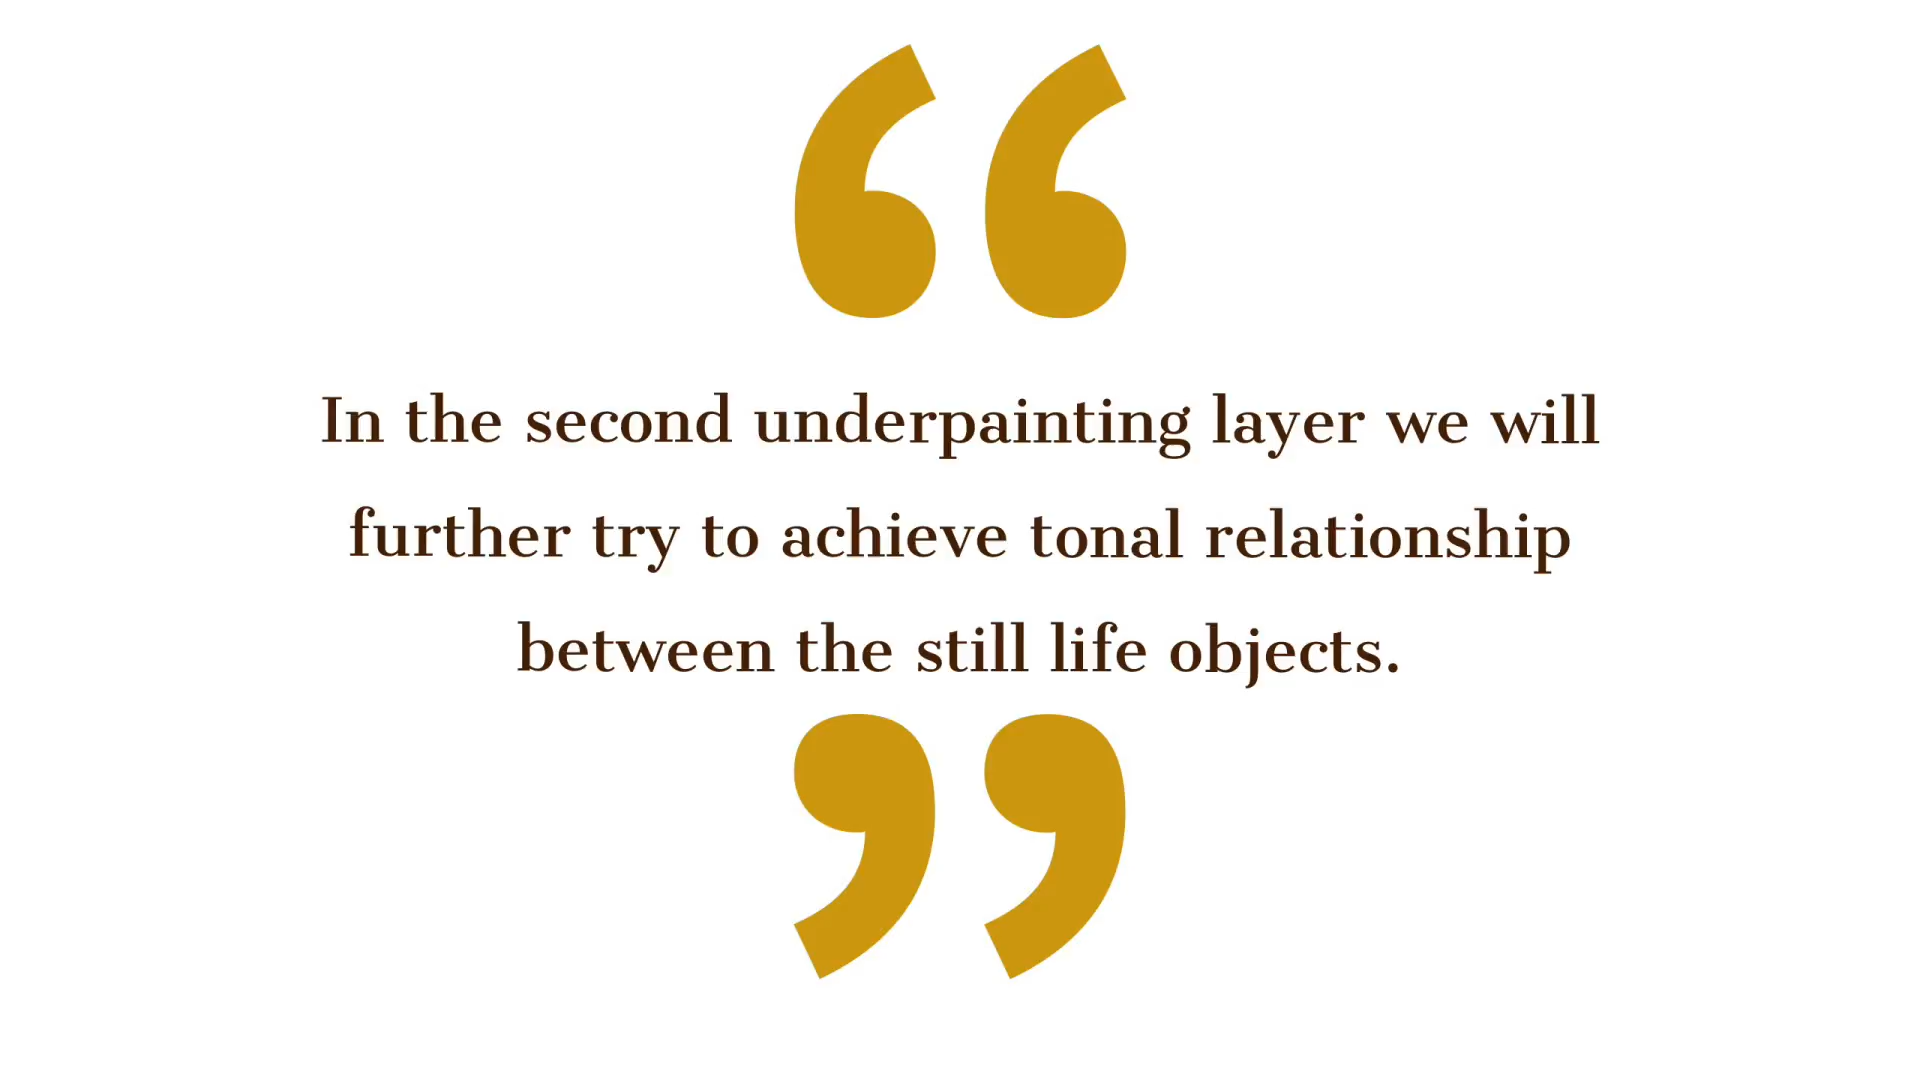 “
In the second underpainting layer we will
further try to achieve tonal relationship
between the still life objects.
”